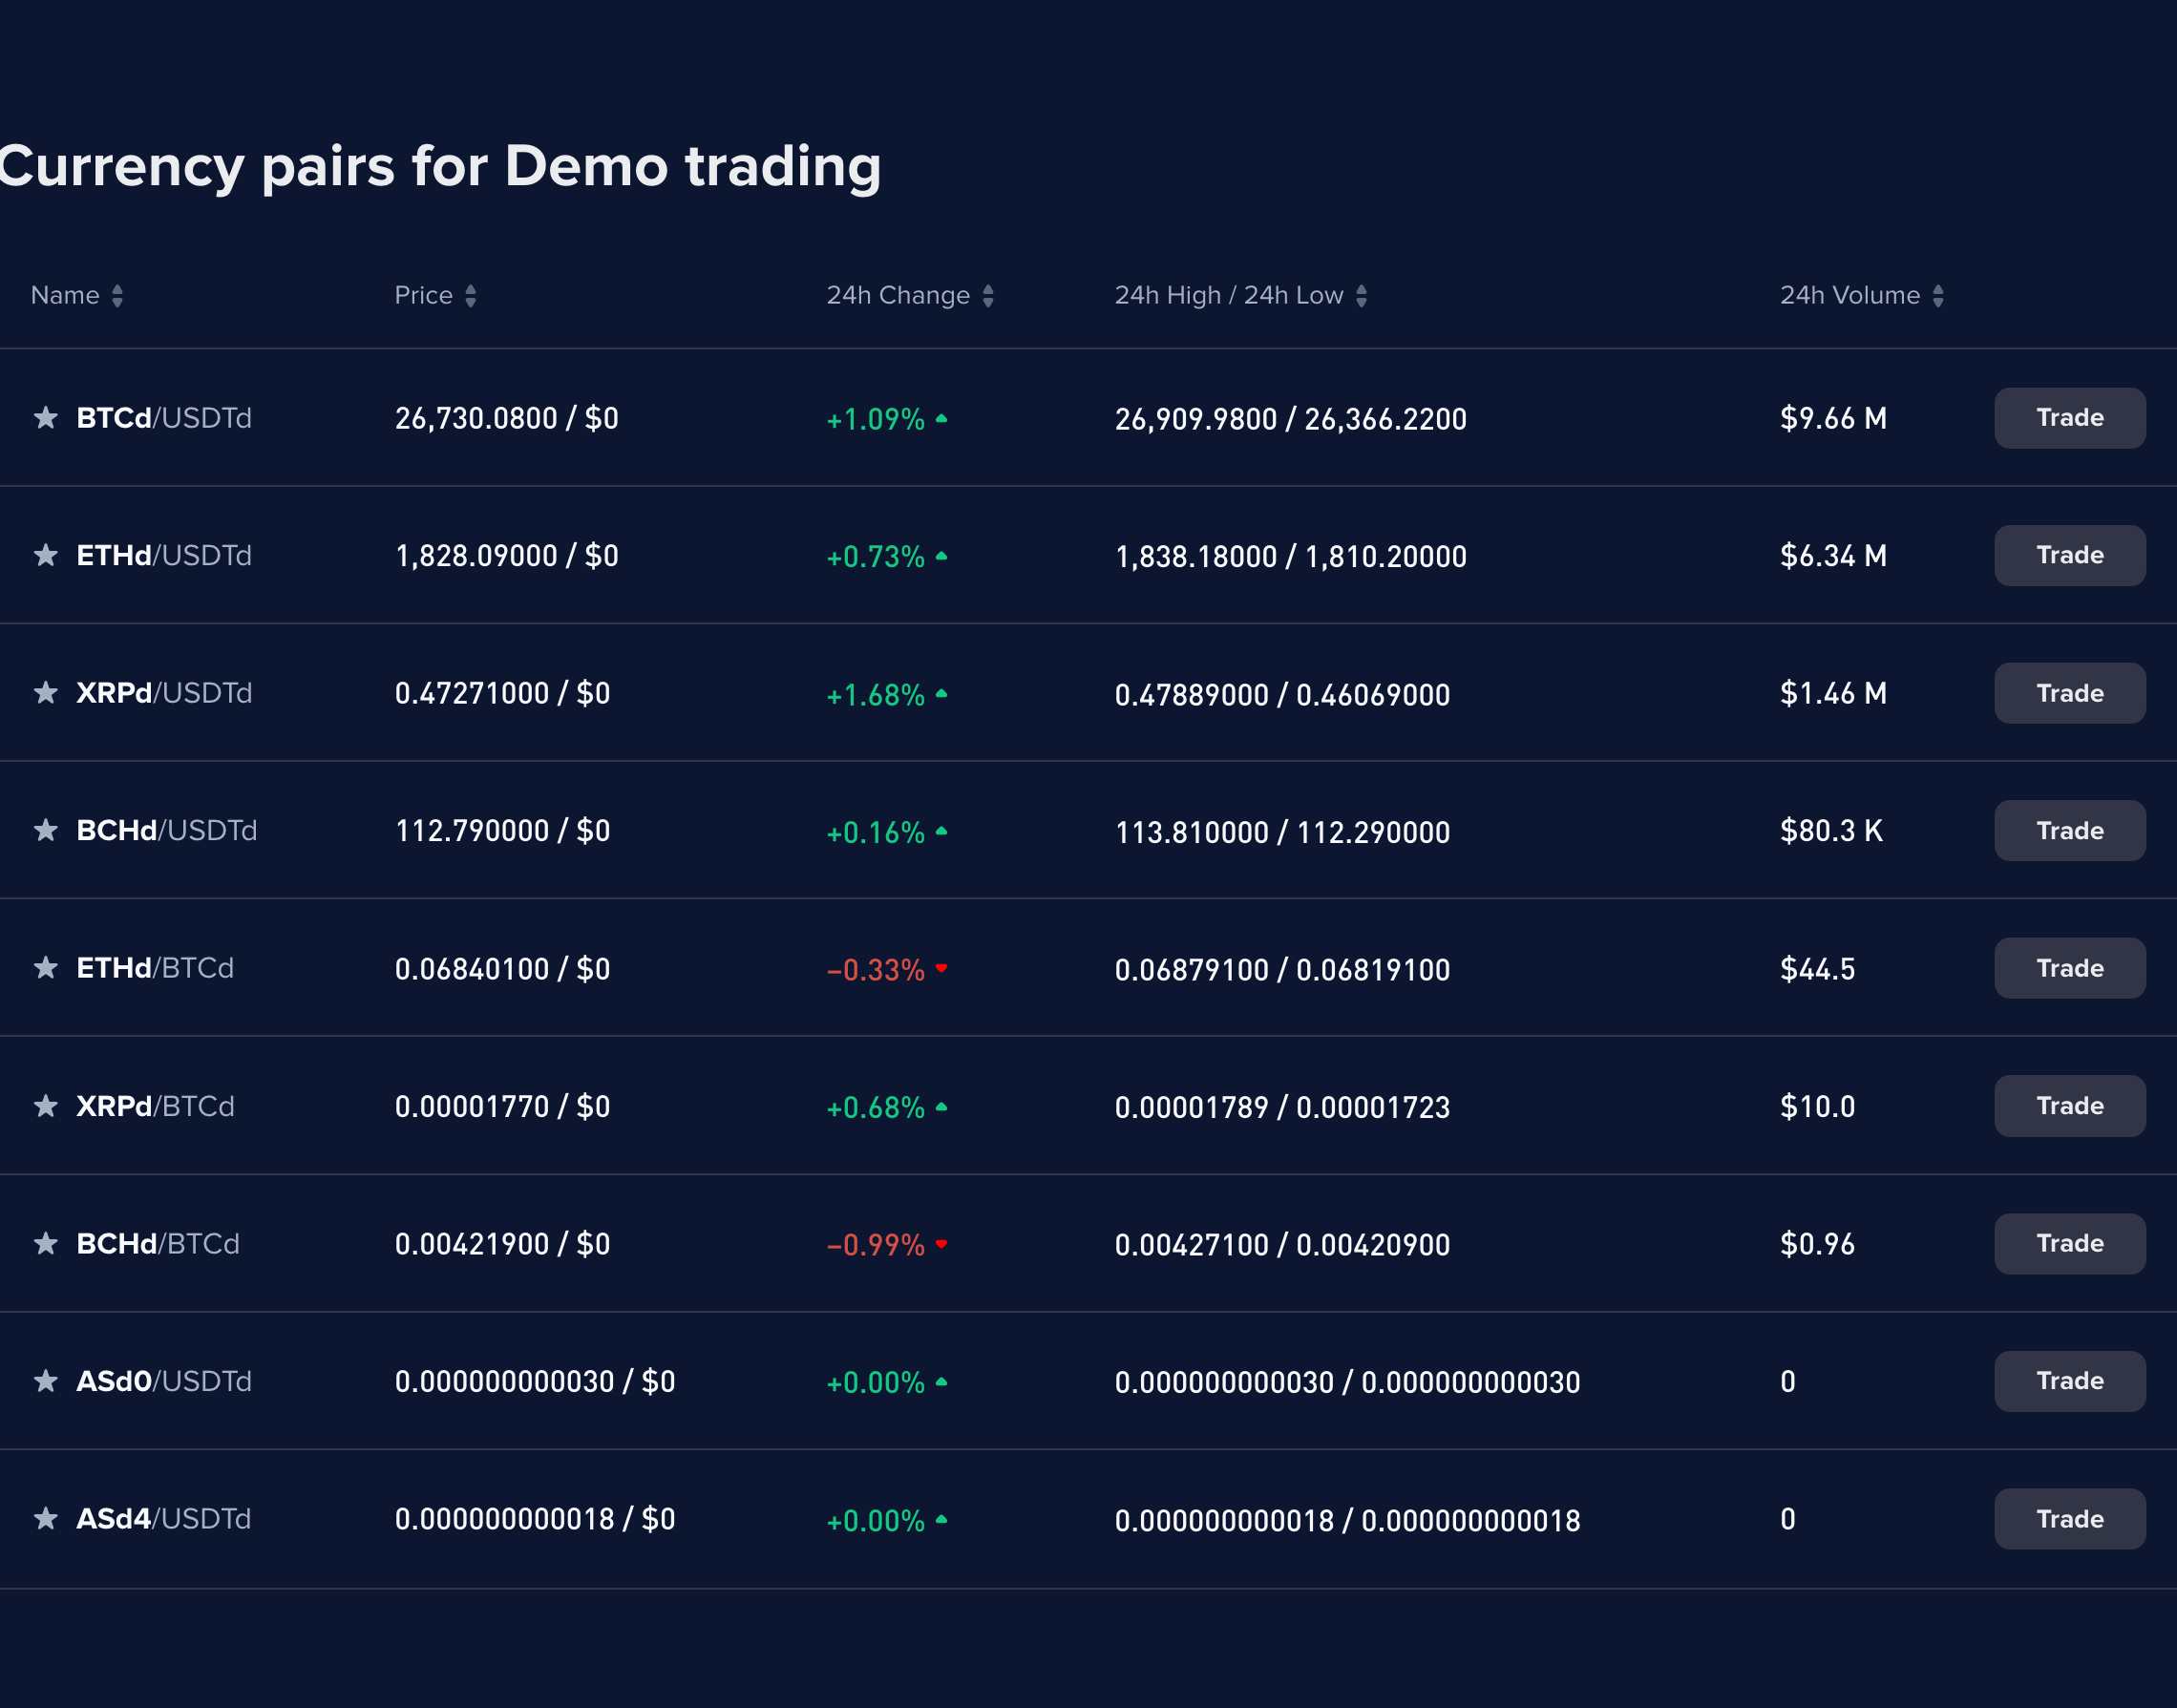 Currency pairs for Demo trading
Name Price 24h Change 24h High / 24h Low 24h Volume
BTCd/USDTd 26,730.0800 / $0 +1.09% 26,909.9800 / 26,366.2200 $9.66 M Trade
ETHd/USDTd 1,828.09000 / $0 +0.73% 1,838.18000 / 1,810.20000 $6.34 M Trade
XRPd/USDTd 0.47271000 / $0 +1.68% 0.47889000 / 0.46069000 $1.46 M Trade
BCHd/USDTd 112.790000 / $0 +0.16% 113.810000 / 112.290000 $80.3 K Trade
ETHd/BTCd 0.06840100 / $0 −0.33% 0.06879100 / 0.06819100 $44.5 Trade
XRPd/BTCd 0.00001770 / $0 +0.68% 0.00001789 / 0.00001723 $10.0 Trade
BCHd/BTCd 0.00421900 / $0 −0.99% 0.00427100 / 0.00420900 $0.96 Trade
ASd0/USDTd 0.000000000030 / $0 +0.00% 0.000000000030 / 0.000000000030 0 Trade
ASd4/USDTd 0.000000000018 / $0 +0.00% 0.000000000018 / 0.000000000018 0 Trade